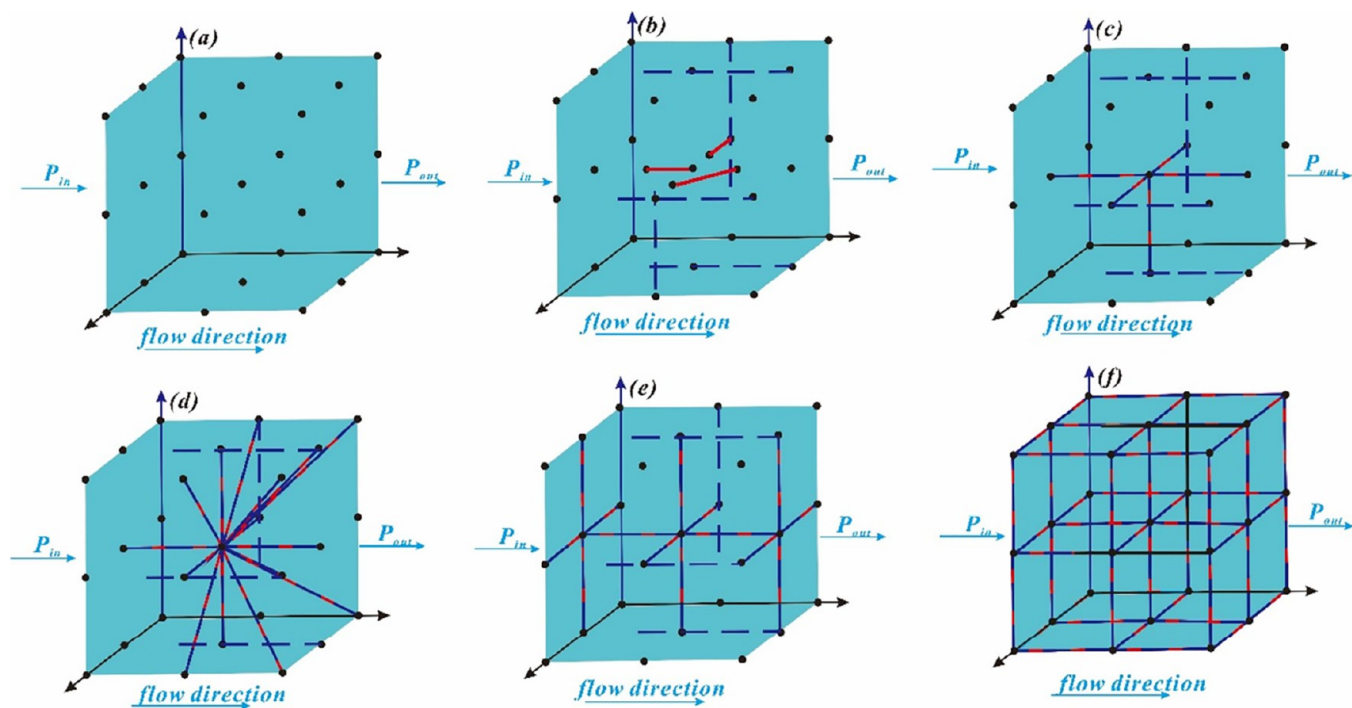 (a)
P_in
P_out
flow direction
(b)
P_in
P_out
flow direction
(c)
P_in
P_out
flow direction
(d)
P_in
P_out
flow direction
(e)
P_in
P_out
flow direction
(f)
P_in
P_out
flow direction